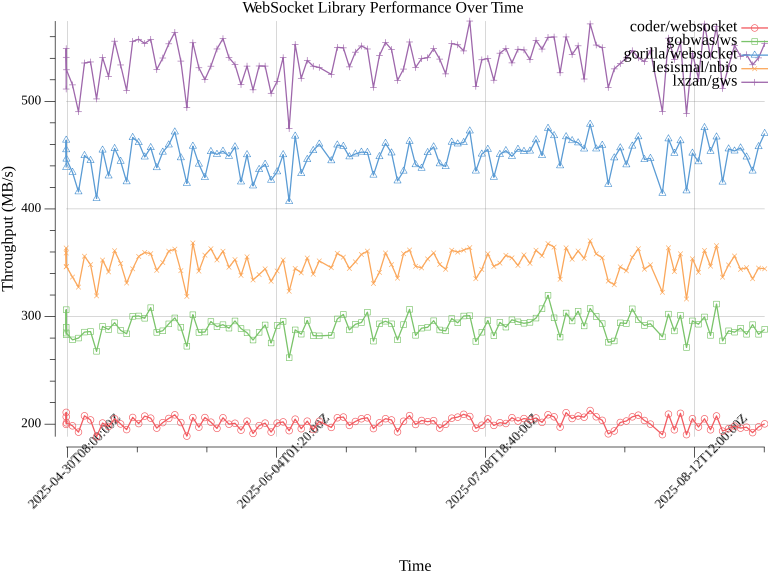 WebSocket Library Performance Over Time
coder/websocket
gobwas/ws
gorilla/websocket
lesismal/nbio
lxzan/gws
Throughput (MB/s)
500
400
300
200
2025-04-30T08:00:00Z
2025-06-04T01:20:00Z
2025-07-08T18:40:00Z
2025-08-12T12:00:00Z
Time